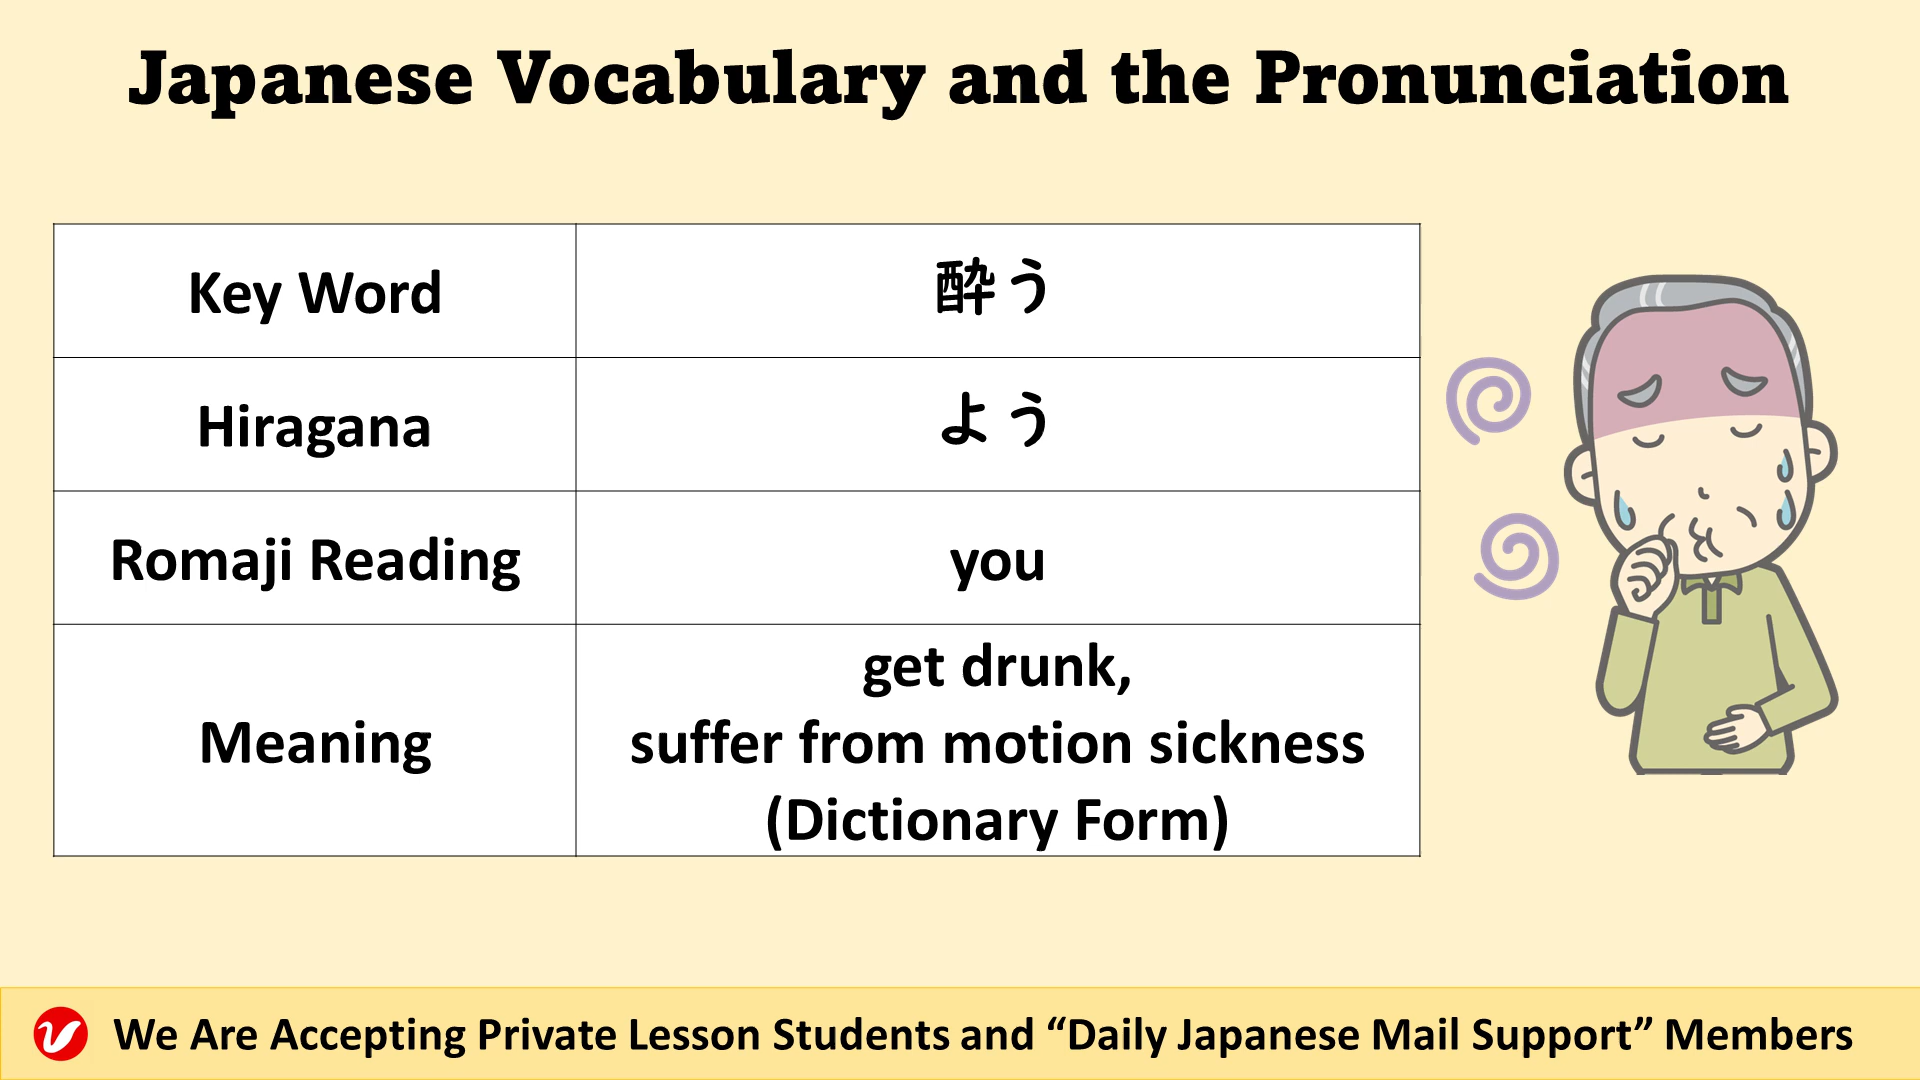 Japanese Vocabulary and the Pronunciation
Key Word
酔う
Hiragana
よう
Romaji Reading
you
Meaning
get drunk,
suffer from motion sickness
(Dictionary Form)
We Are Accepting Private Lesson Students and “Daily Japanese Mail Support” Members